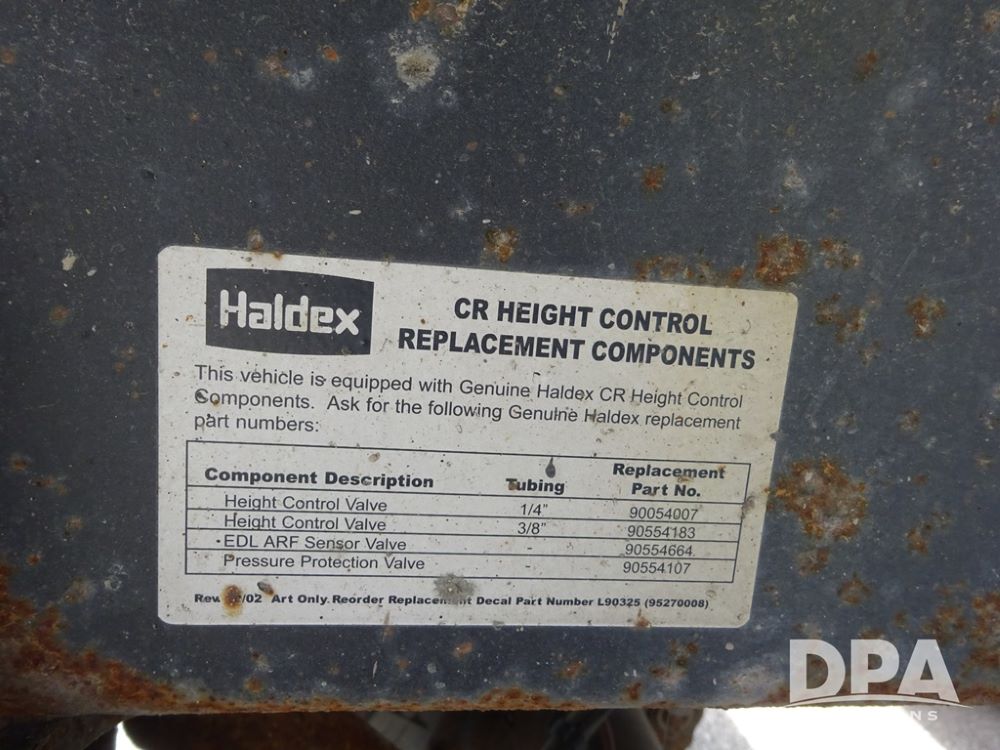 Haldex
CR HEIGHT CONTROL
REPLACEMENT COMPONENTS
This vehicle is equipped with Genuine Haldex CR Height Control
Components. Ask for the following Genuine Haldex replacement
part numbers:
Component Description Tubing Replacement Part No.
Height Control Valve 1/4" 90054007
Height Control Valve 3/8" 90554183
EDL ARF Sensor Valve 90554664
Pressure Protection Valve 90554107
Rev. /02 Art Only. Reorder Replacement Decal Part Number L90325 (95270008)
DPA